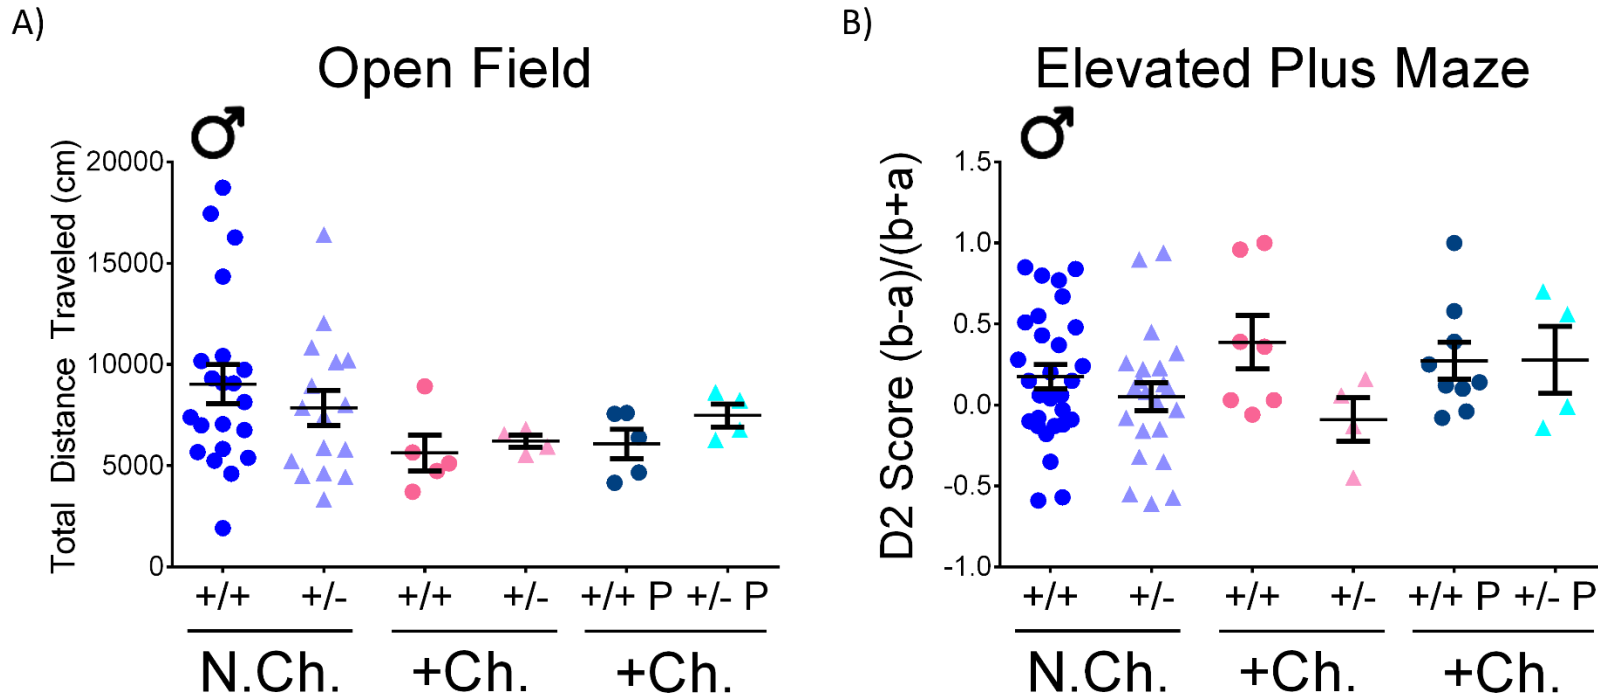 A)
Open Field
♂
Total Distance Traveled (cm)
20000
15000
10000
5000
0
+/+ +/- +/+ +/- +/+ P +/- P
N.Ch. +Ch. +Ch.
B)
Elevated Plus Maze
♂
D2 Score (b-a)/(b+a)
1.5
1.0
0.5
0.0
-0.5
-1.0
+/+ +/- +/+ +/- +/+ P +/- P
N.Ch. +Ch. +Ch.